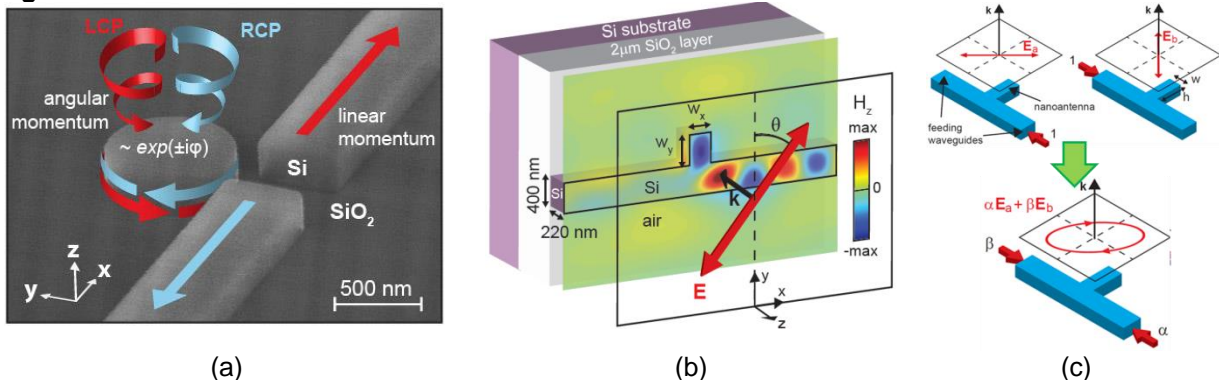 LCP
RCP
angular
momentum
linear
momentum
~ exp(±iφ)
Si
SiO2
z
x
y
500 nm
(a)
Si substrate
2μm SiO2 layer
Wx
Wy
θ
Hz
max
0
-max
400 nm
Si
Si
k
air
220 nm
E
y
x
z
(b)
k
k
Ea
Eb
1
w
h
nanoantenna
feeding
waveguides
1
k
αEa + βEb
β
α
(c)